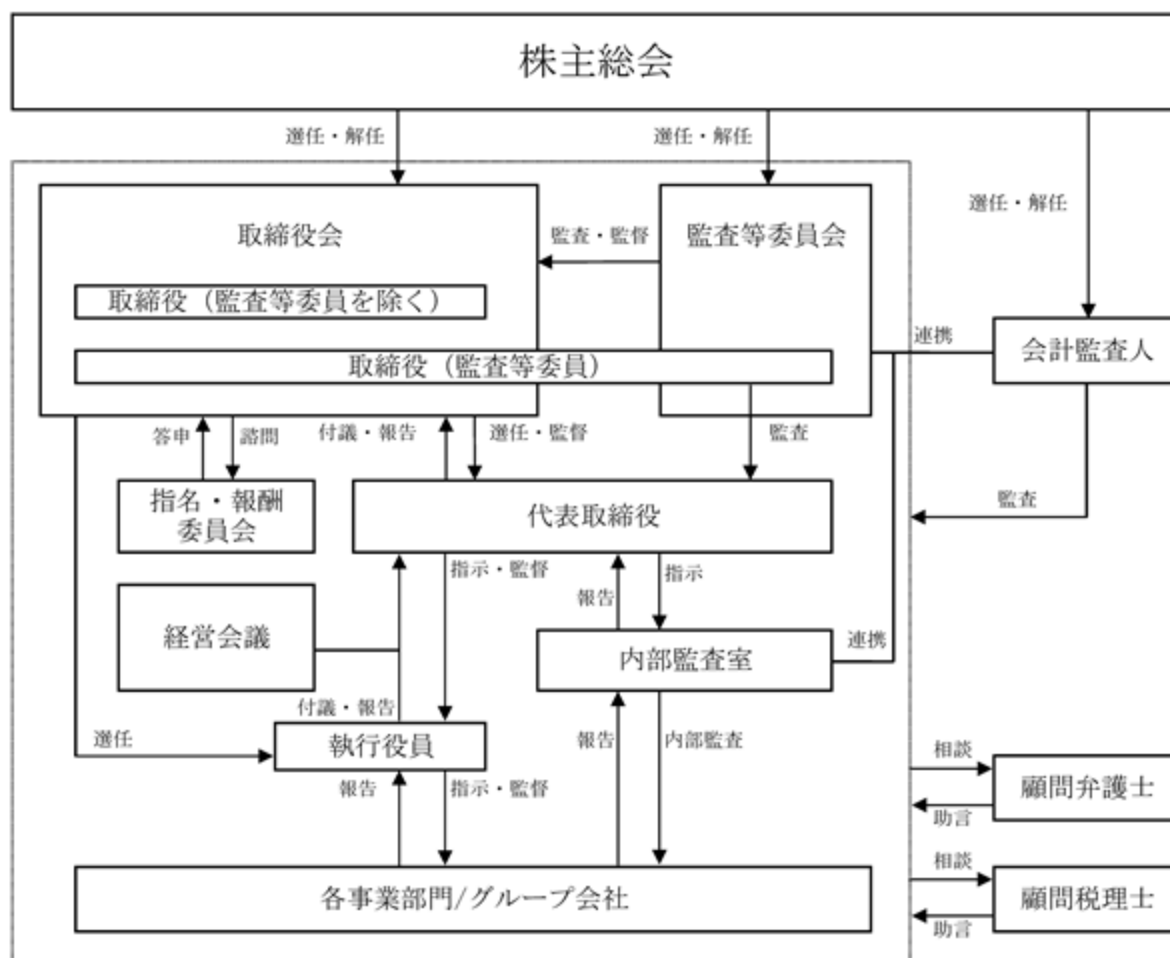 株主総会
選任・解任
選任・解任
選任・解任
取締役会
監査・監督
監査等委員会
取締役（監査等委員を除く）
取締役（監査等委員）
連携
会計監査人
答申
諮問
付議・報告
選任・監督
監査
指名・報酬
委員会
代表取締役
監査
指示・監督
報告
指示
経営会議
内部監査室
連携
付議・報告
選任
執行役員
報告
内部監査
報告
指示・監督
相談
顧問弁護士
助言
各事業部門/グループ会社
相談
顧問税理士
助言